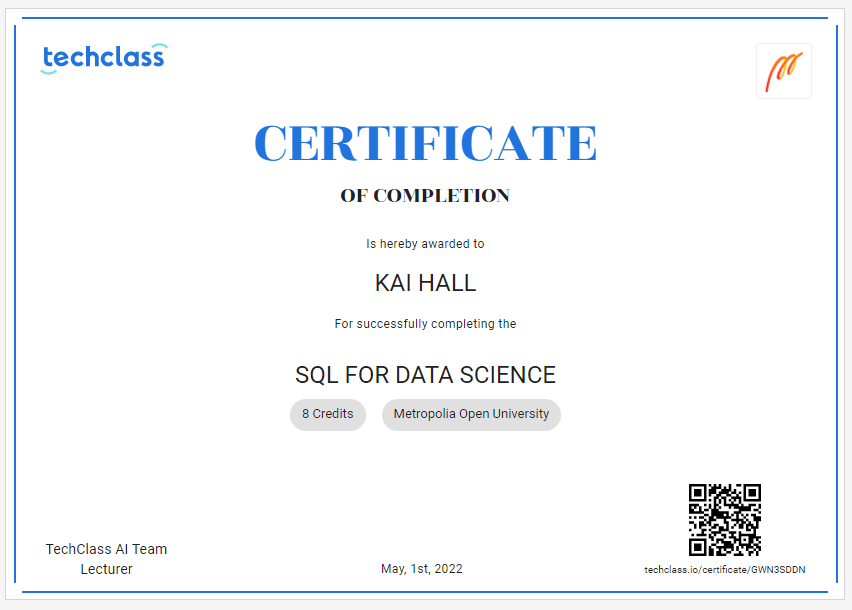 techclass
CERTIFICATE
OF COMPLETION
Is hereby awarded to
KAI HALL
For successfully completing the
SQL FOR DATA SCIENCE
8 Credits
Metropolia Open University
TechClass AI Team
Lecturer
May, 1st, 2022
techclass.io/certificate/GWN3SDDN